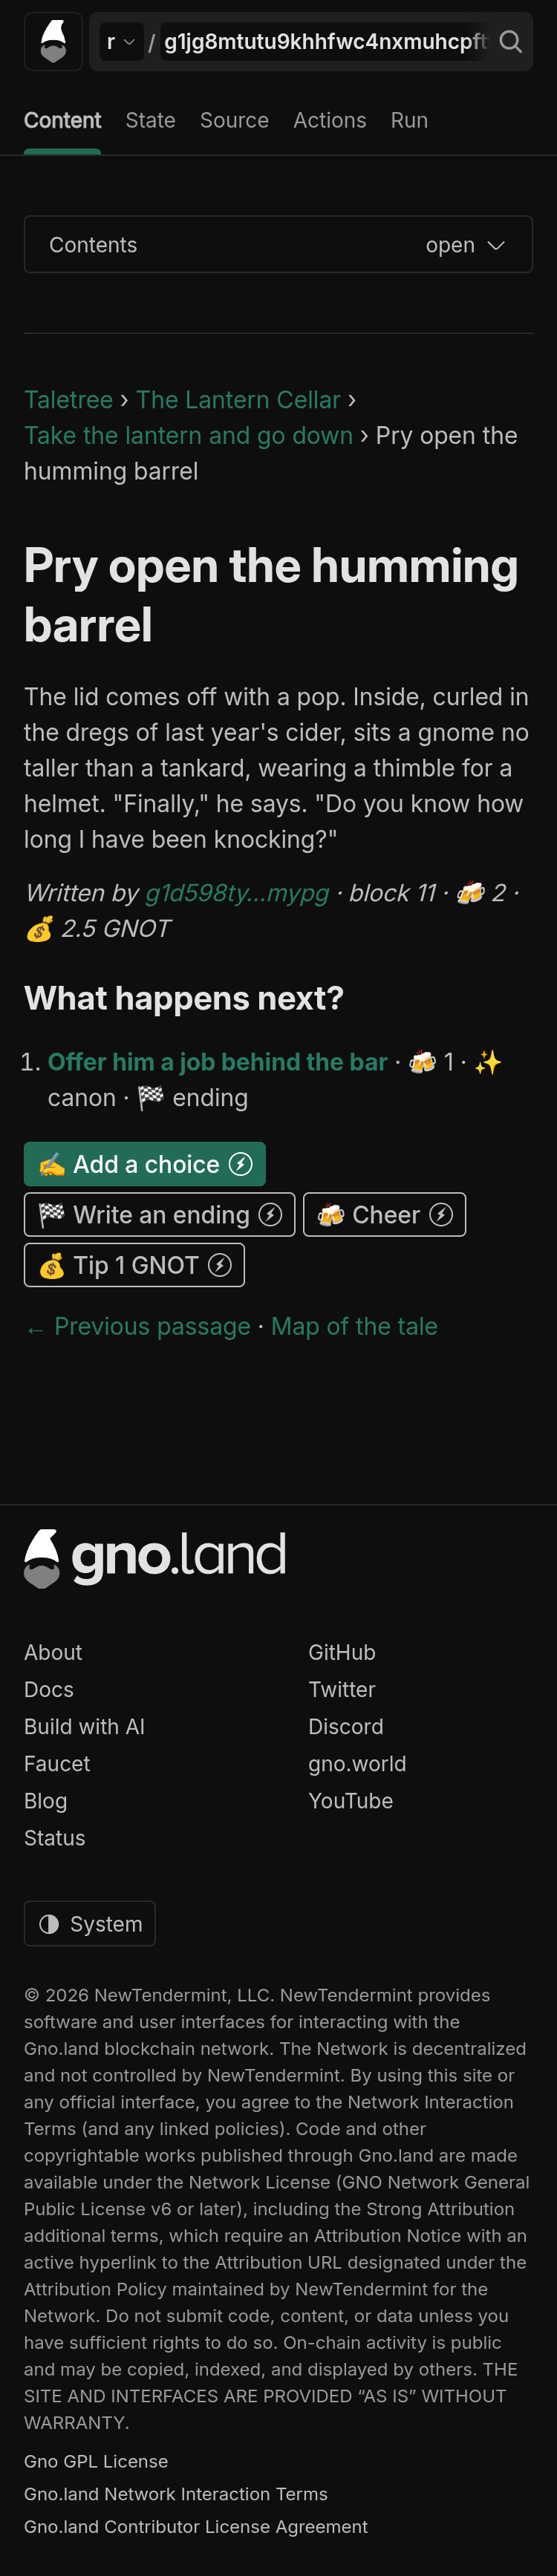 r / g1jg8mtutu9khhfwc4nxmuhcpft
Content State Source Actions Run
Contents open
Taletree › The Lantern Cellar ›
Take the lantern and go down › Pry open the
humming barrel
Pry open the humming
barrel
The lid comes off with a pop. Inside, curled in
the dregs of last year's cider, sits a gnome no
taller than a tankard, wearing a thimble for a
helmet. "Finally," he says. "Do you know how
long I have been knocking?"
Written by g1d598ty...mypg · block 11 · 🍻 2 ·
💰 2.5 GNOT
What happens next?
1. Offer him a job behind the bar · 🍻 1 · ✨
canon · 🏁 ending
✍️ Add a choice
🏁 Write an ending 🍻 Cheer
💰 Tip 1 GNOT
← Previous passage · Map of the tale
gno.land
About GitHub
Docs Twitter
Build with AI Discord
Faucet gno.world
Blog YouTube
Status
System
© 2026 NewTendermint, LLC. NewTendermint provides
software and user interfaces for interacting with the
Gno.land blockchain network. The Network is decentralized
and not controlled by NewTendermint. By using this site or
any official interface, you agree to the Network Interaction
Terms (and any linked policies). Code and other
copyrightable works published through Gno.land are made
available under the Network License (GNO Network General
Public License v6 or later), including the Strong Attribution
additional terms, which require an Attribution Notice with an
active hyperlink to the Attribution URL designated under the
Attribution Policy maintained by NewTendermint for the
Network. Do not submit code, content, or data unless you
have sufficient rights to do so. On-chain activity is public
and may be copied, indexed, and displayed by others. THE
SITE AND INTERFACES ARE PROVIDED “AS IS” WITHOUT
WARRANTY.
Gno GPL License
Gno.land Network Interaction Terms
Gno.land Contributor License Agreement